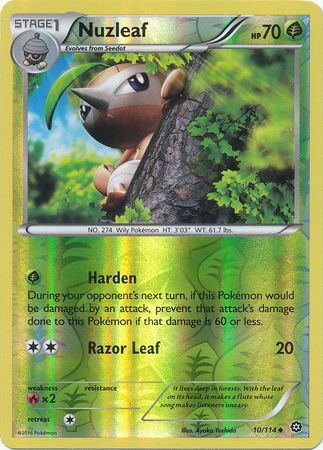 STAGE1
Nuzleaf
HP 70
Evolves from Seedot
NO. 274 Wily Pokémon HT: 3'03" WT: 61.7 lbs.
Harden
During your opponent's next turn, if this Pokémon would
be damaged by an attack, prevent that attack's damage
done to this Pokémon if that damage is 60 or less.
Razor Leaf 20
weakness resistance
×2
retreat
It lives deep in forests. With the leaf
on its head, it makes a flute whose
song makes listeners uneasy.
©2016 Pokémon
Illus. Ayaka Yoshida
10/114